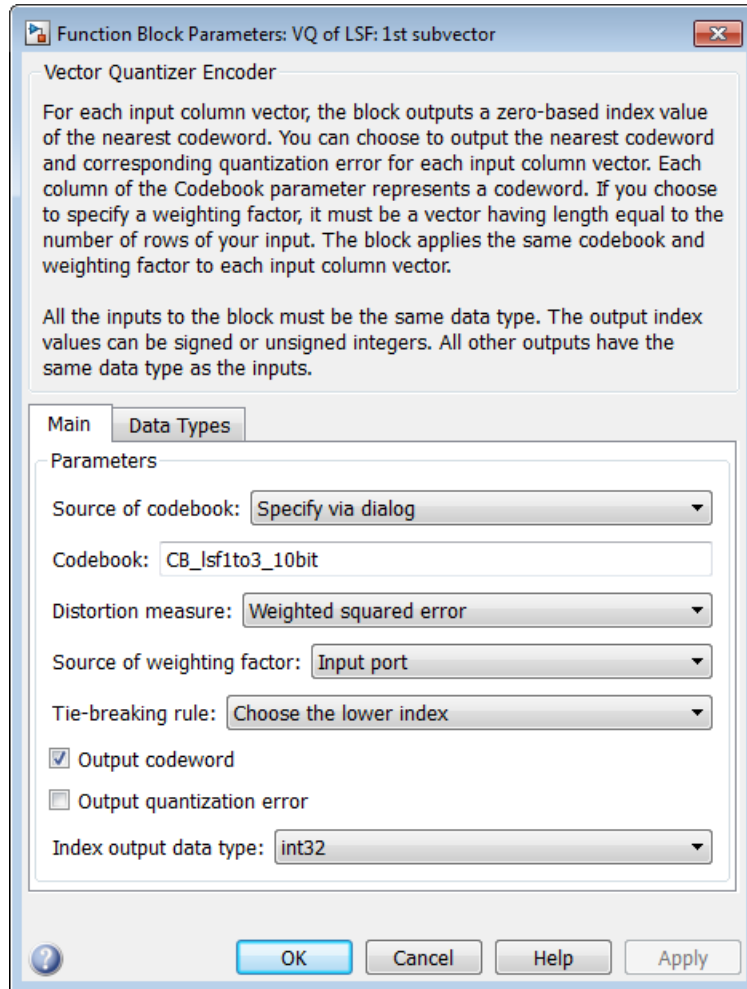 Function Block Parameters: VQ of LSF: 1st subvector
Vector Quantizer Encoder
For each input column vector, the block outputs a zero-based index value
of the nearest codeword. You can choose to output the nearest codeword
and corresponding quantization error for each input column vector. Each
column of the Codebook parameter represents a codeword. If you choose
to specify a weighting factor, it must be a vector having length equal to the
number of rows of your input. The block applies the same codebook and
weighting factor to each input column vector.
All the inputs to the block must be the same data type. The output index
values can be signed or unsigned integers. All other outputs have the
same data type as the inputs.
Main Data Types
Parameters
Source of codebook: Specify via dialog
Codebook: CB_lsf1to3_10bit
Distortion measure: Weighted squared error
Source of weighting factor: Input port
Tie-breaking rule: Choose the lower index
Output codeword
Output quantization error
Index output data type: int32
OK Cancel Help Apply